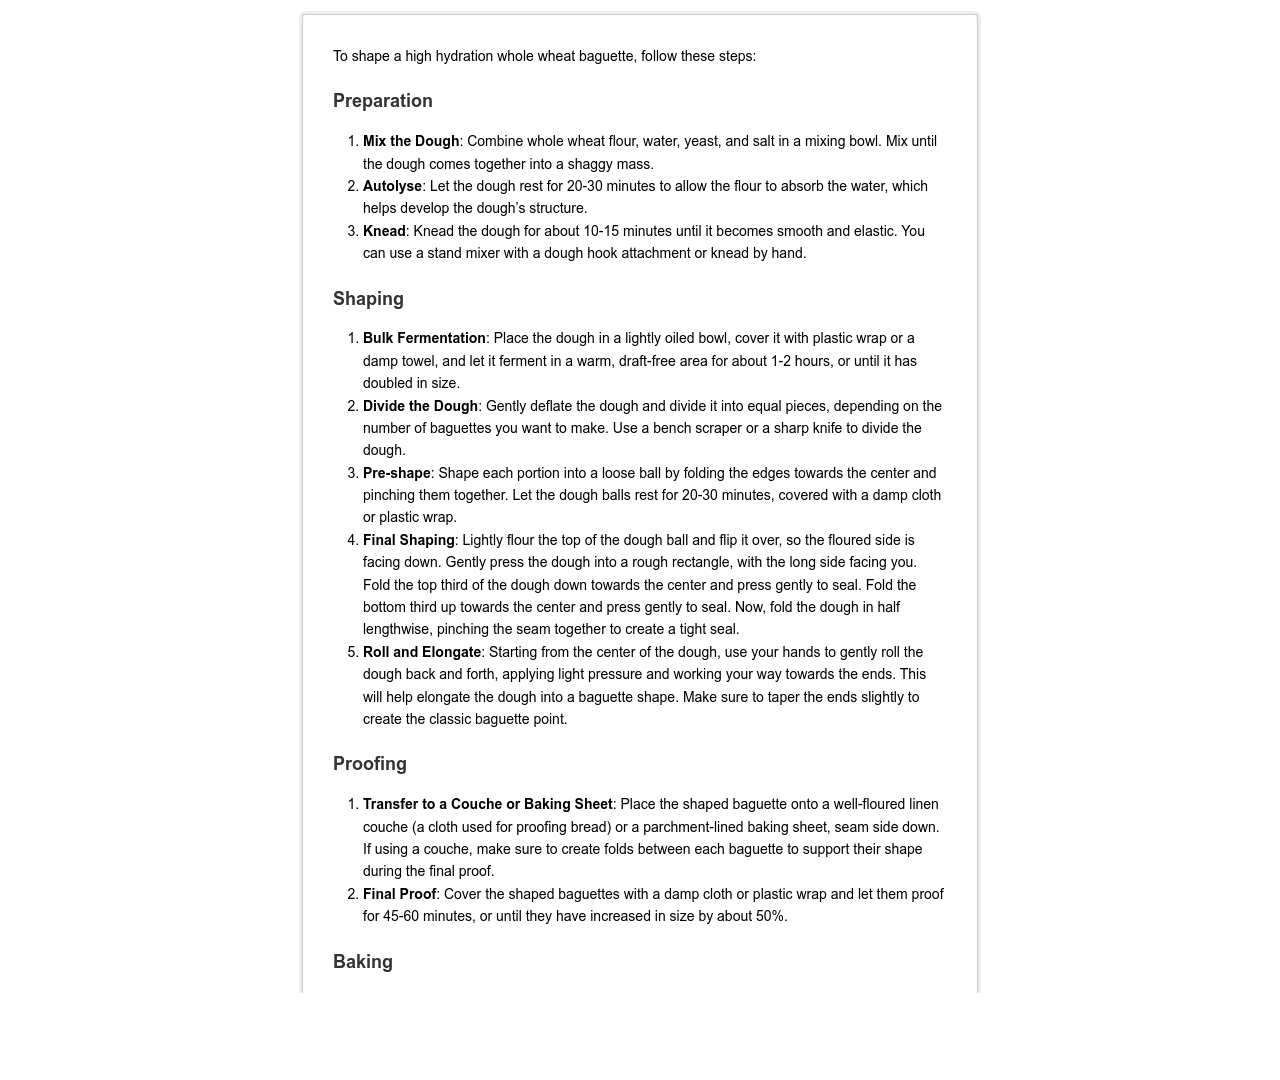 To shape a high hydration whole wheat baguette, follow these steps:
Preparation
1. Mix the Dough: Combine whole wheat flour, water, yeast, and salt in a mixing bowl. Mix until
the dough comes together into a shaggy mass.
2. Autolyse: Let the dough rest for 20-30 minutes to allow the flour to absorb the water, which
helps develop the dough’s structure.
3. Knead: Knead the dough for about 10-15 minutes until it becomes smooth and elastic. You
can use a stand mixer with a dough hook attachment or knead by hand.
Shaping
1. Bulk Fermentation: Place the dough in a lightly oiled bowl, cover it with plastic wrap or a
damp towel, and let it ferment in a warm, draft-free area for about 1-2 hours, or until it has
doubled in size.
2. Divide the Dough: Gently deflate the dough and divide it into equal pieces, depending on the
number of baguettes you want to make. Use a bench scraper or a sharp knife to divide the
dough.
3. Pre-shape: Shape each portion into a loose ball by folding the edges towards the center and
pinching them together. Let the dough balls rest for 20-30 minutes, covered with a damp cloth
or plastic wrap.
4. Final Shaping: Lightly flour the top of the dough ball and flip it over, so the floured side is
facing down. Gently press the dough into a rough rectangle, with the long side facing you.
Fold the top third of the dough down towards the center and press gently to seal. Fold the
bottom third up towards the center and press gently to seal. Now, fold the dough in half
lengthwise, pinching the seam together to create a tight seal.
5. Roll and Elongate: Starting from the center of the dough, use your hands to gently roll the
dough back and forth, applying light pressure and working your way towards the ends. This
will help elongate the dough into a baguette shape. Make sure to taper the ends slightly to
create the classic baguette point.
Proofing
1. Transfer to a Couche or Baking Sheet: Place the shaped baguette onto a well-floured linen
couche (a cloth used for proofing bread) or a parchment-lined baking sheet, seam side down.
If using a couche, make sure to create folds between each baguette to support their shape
during the final proof.
2. Final Proof: Cover the shaped baguettes with a damp cloth or plastic wrap and let them proof
for 45-60 minutes, or until they have increased in size by about 50%.
Baking